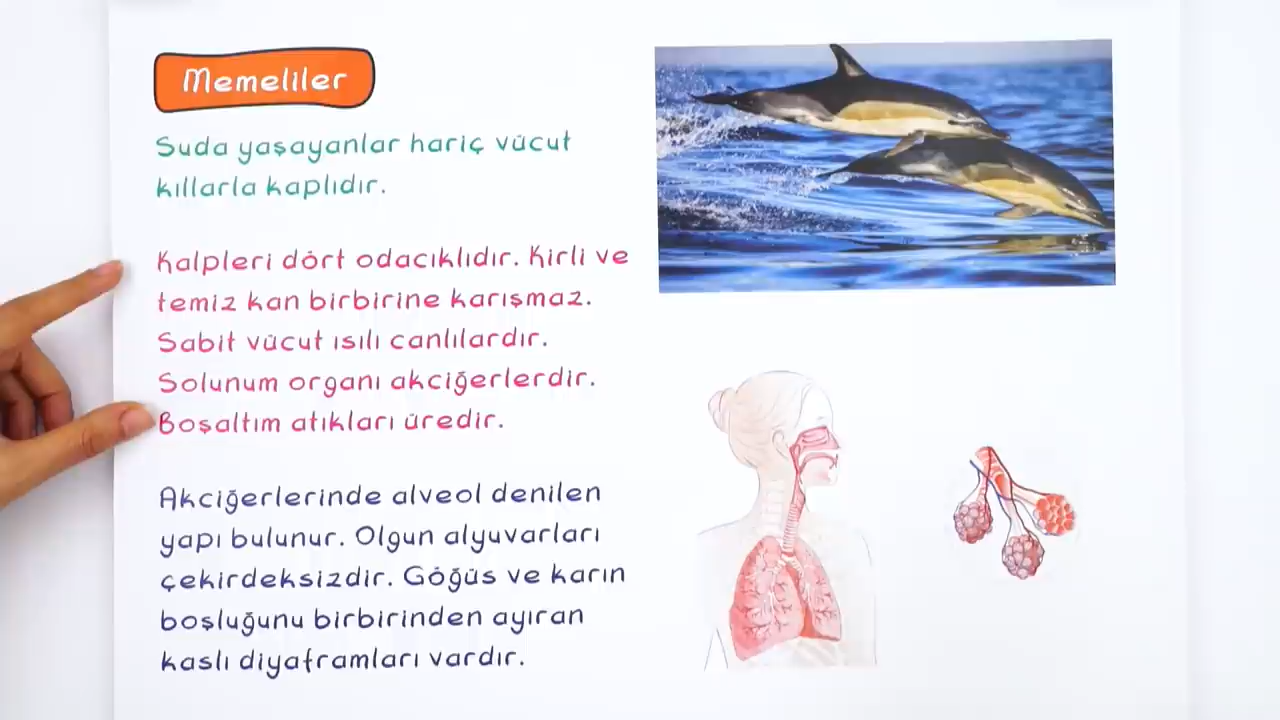 Memeliler
Suda yaşayanlar hariç vücut
kıllarla kaplıdır.
Kalpleri dört odacıklıdır. Kirli ve
temiz kan birbirine karışmaz.
Sabit vücut ısılı canlılardır.
Solunum organı akciğerlerdir.
Boşaltım atıkları üredir.
Akciğerlerinde alveol denilen
yapı bulunur. Olgun alyuvarları
çekirdeksizdir. Göğüs ve karın
boşluğunu birbirinden ayıran
kaslı diyaframları vardır.